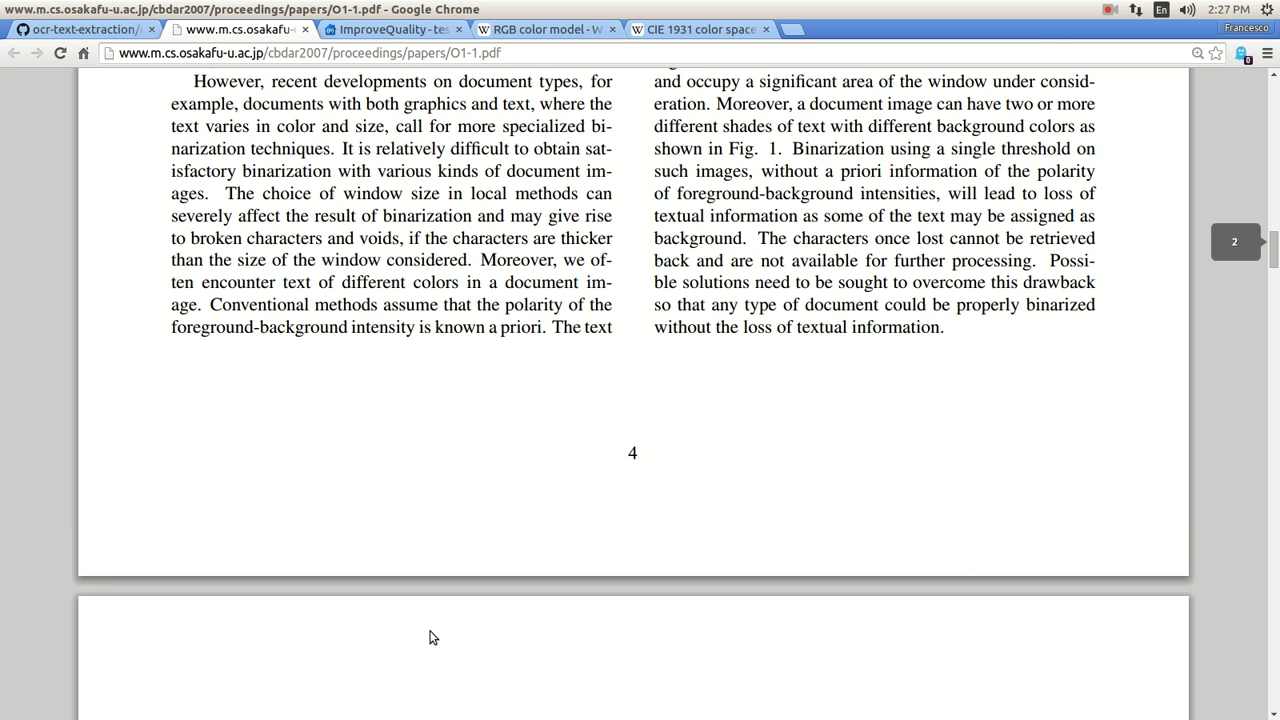 www.m.cs.osakafu-u.ac.jp/cbdar2007/proceedings/papers/O1-1.pdf - Google Chrome
En
2:27 PM
ocr-text-extraction/
www.m.cs.osakafu-
ImproveQuality - tes
RGB color model - W
CIE 1931 color space
Francesco
www.m.cs.osakafu-u.ac.jp/cbdar2007/proceedings/papers/O1-1.pdf
However, recent developments on document types, for
example, documents with both graphics and text, where the
text varies in color and size, call for more specialized bi-
narization techniques. It is relatively difficult to obtain sat-
isfactory binarization with various kinds of document im-
ages. The choice of window size in local methods can
severely affect the result of binarization and may give rise
to broken characters and voids, if the characters are thicker
than the size of the window considered. Moreover, we of-
ten encounter text of different colors in a document im-
age. Conventional methods assume that the polarity of the
foreground-background intensity is known a priori. The text
and occupy a significant area of the window under consid-
eration. Moreover, a document image can have two or more
different shades of text with different background colors as
shown in Fig. 1. Binarization using a single threshold on
such images, without a priori information of the polarity
of foreground-background intensities, will lead to loss of
textual information as some of the text may be assigned as
background. The characters once lost cannot be retrieved
back and are not available for further processing. Possi-
ble solutions need to be sought to overcome this drawback
so that any type of document could be properly binarized
without the loss of textual information.
2
4